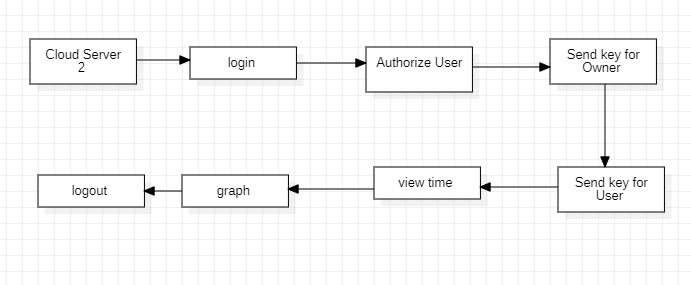 Cloud Server
2
login
Authorize User
Send key for
Owner
Send key for
User
view time
graph
logout